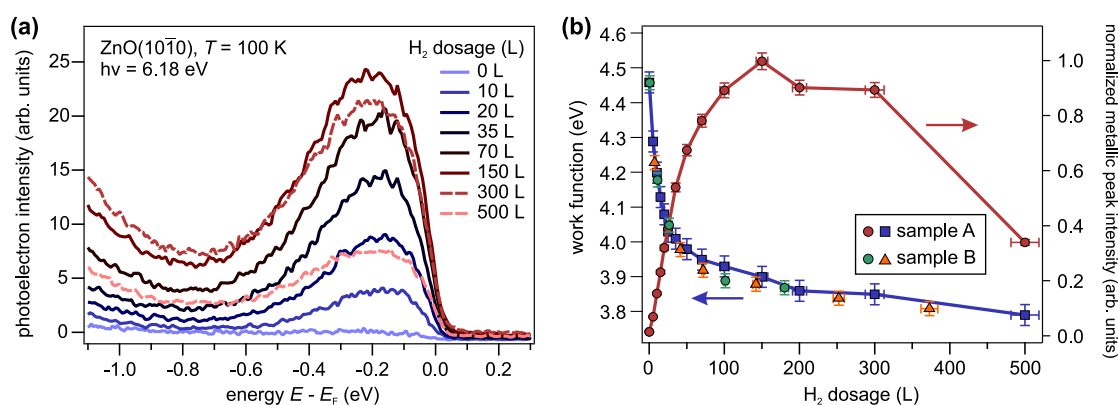 (a)
ZnO(101̅0), T = 100 K
hν = 6.18 eV
H₂ dosage (L)
0 L
10 L
20 L
35 L
70 L
150 L
300 L
500 L
photoelectron intensity (arb. units)
25
20
15
10
5
0
-1.0
-0.8
-0.6
-0.4
-0.2
0.0
0.2
energy E - E_F (eV)
(b)
work function (eV)
4.6
4.5
4.4
4.3
4.2
4.1
4.0
3.9
3.8
sample A
sample B
1.0
0.8
0.6
0.4
0.2
0.0
normalized metallic peak intensity (arb. units)
0
100
200
300
400
500
H₂ dosage (L)